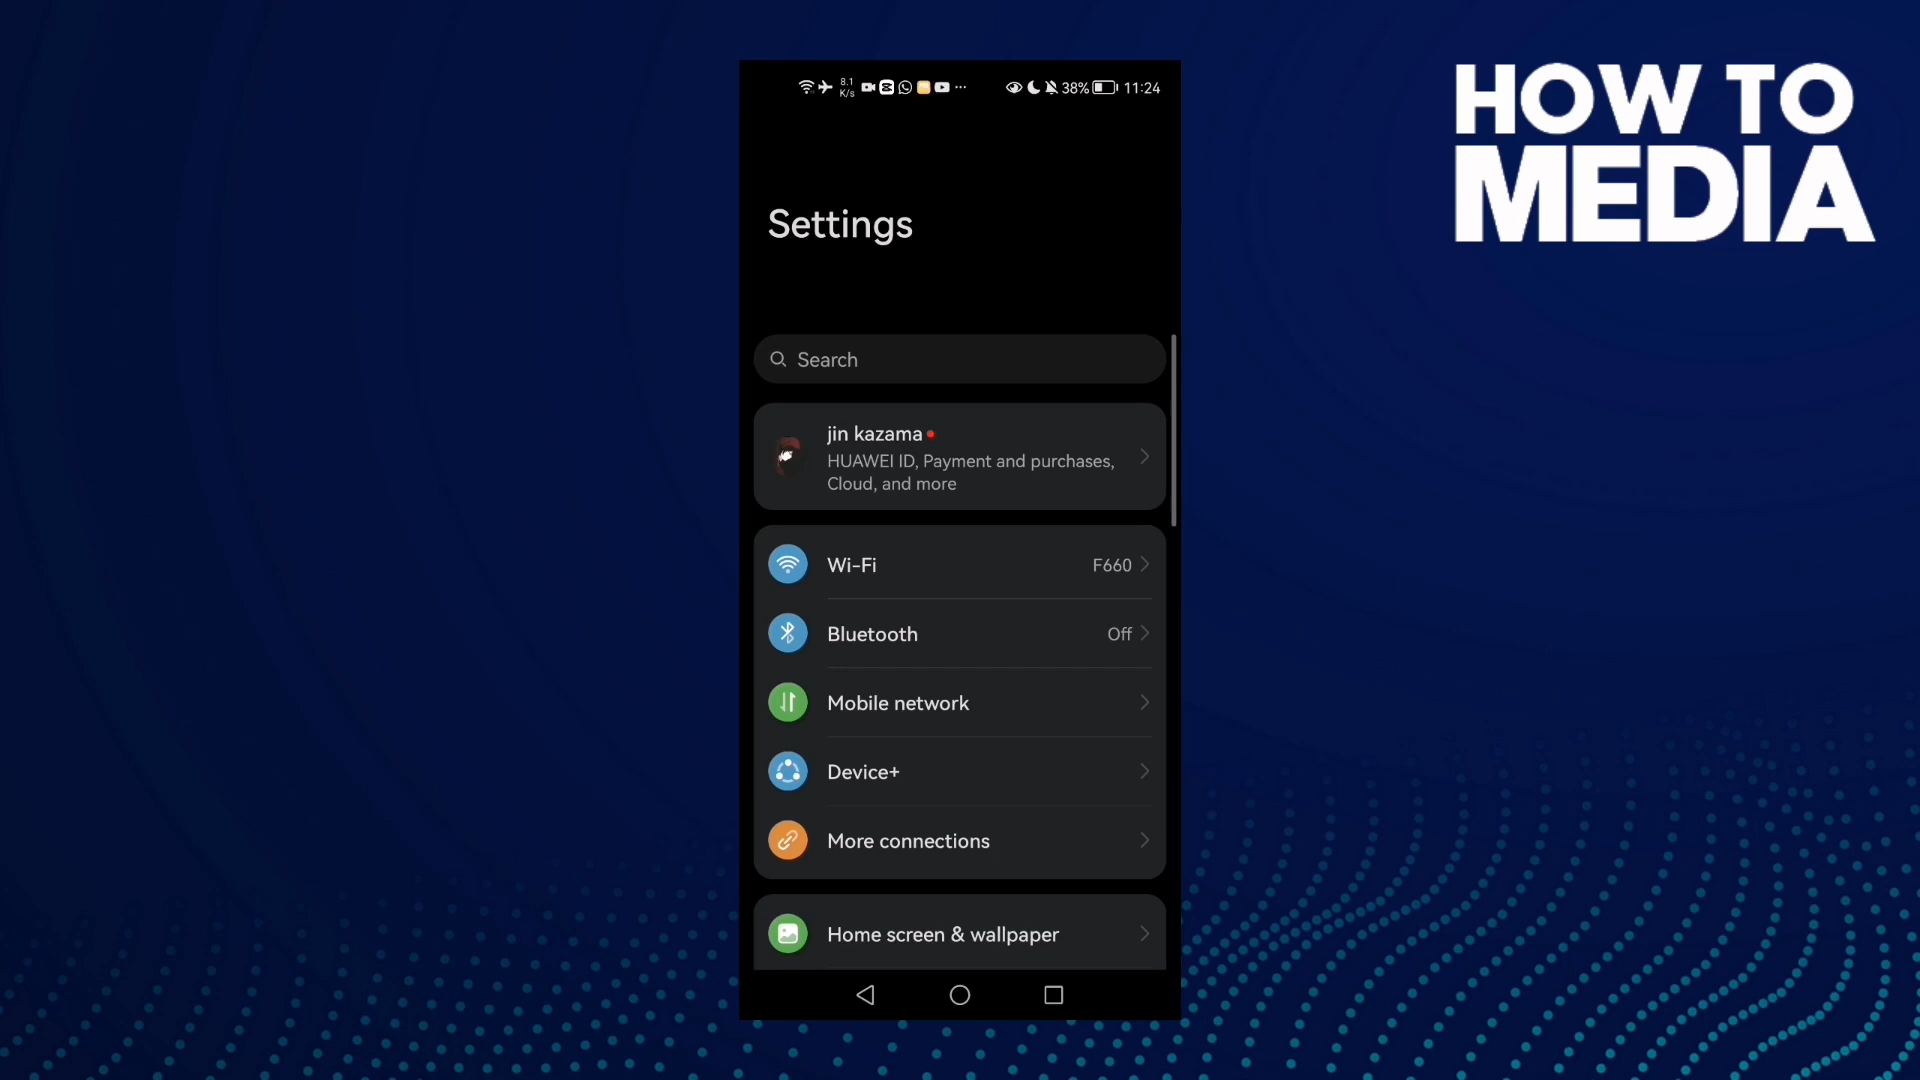 HOW TO
MEDIA
8.1
K/s
38%
11:24
Settings
Search
jin kazama
HUAWEI ID, Payment and purchases,
Cloud, and more
Wi-Fi
F660
Bluetooth
Off
Mobile network
Device+
More connections
Home screen & wallpaper